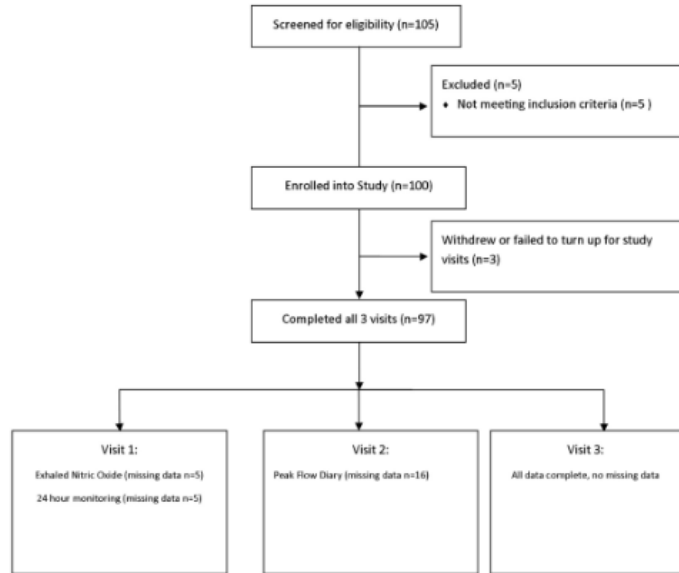 Screened for eligibility (n=105)
Excluded (n=5)
♦ Not meeting inclusion criteria (n=5 )
Enrolled into Study (n=100)
Withdrew or failed to turn up for study
visits (n=3)
Completed all 3 visits (n=97)
Visit 1:
Exhaled Nitric Oxide (missing data n=5)
24 hour monitoring (missing data n=5)
Visit 2:
Peak Flow Diary (missing data n=16)
Visit 3:
All data complete, no missing data